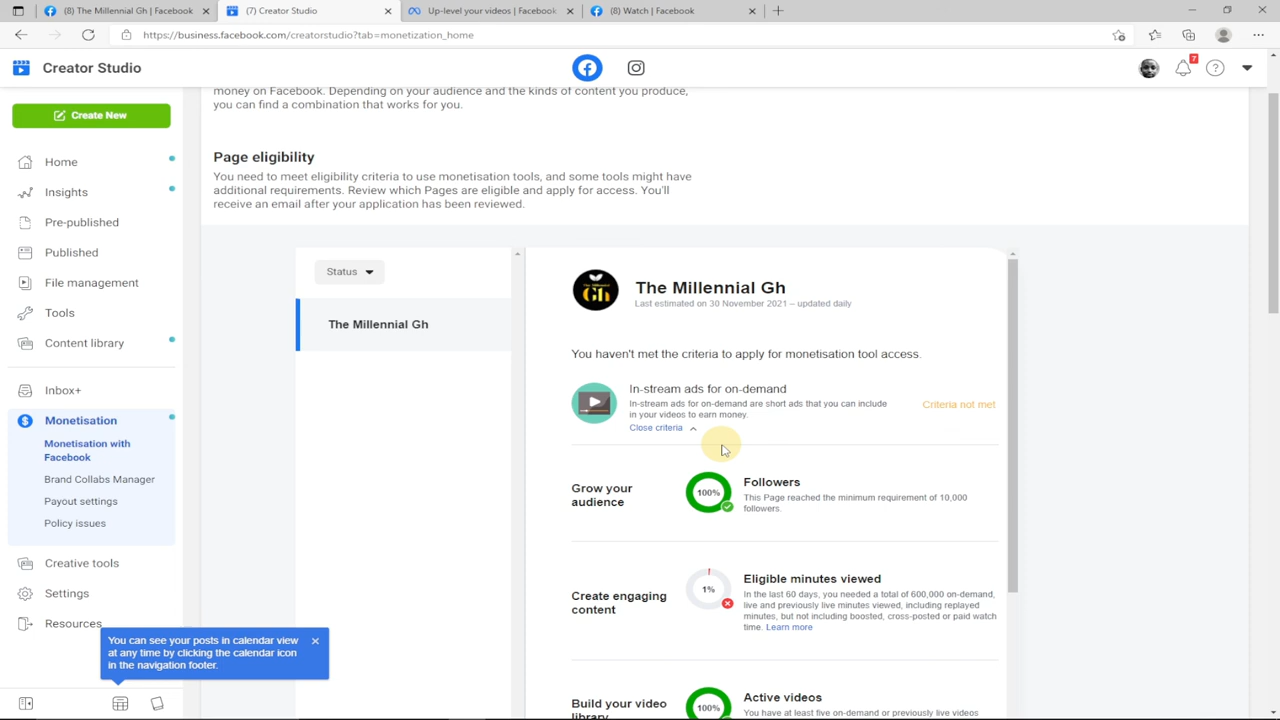 (8) The Millennial Gh | Facebook
(7) Creator Studio
Up-level your videos | Facebook
(8) Watch | Facebook
https://business.facebook.com/creatorstudio?tab=monetization_home
Creator Studio
7
Create New
Home
Insights
Pre-published
Published
File management
Tools
Content library
Inbox+
Monetisation
Monetisation with
Facebook
Brand Collabs Manager
Payout settings
Policy issues
Creative tools
Settings
Resources
You can see your posts in calendar view
at any time by clicking the calendar icon
in the navigation footer.
money on Facebook. Depending on your audience and the kinds of content you produce,
you can find a combination that works for you.
Page eligibility
You need to meet eligibility criteria to use monetisation tools, and some tools might have
additional requirements. Review which Pages are eligible and apply for access. You'll
receive an email after your application has been reviewed.
Status
The Millennial Gh
The Millennial
Gh
The Millennial Gh
Last estimated on 30 November 2021 – updated daily
You haven't met the criteria to apply for monetisation tool access.
In-stream ads for on-demand
In-stream ads for on-demand are short ads that you can include
in your videos to earn money.
Close criteria
Criteria not met
Grow your
audience
100%
Followers
This Page reached the minimum requirement of 10,000
followers.
Create engaging
content
1%
Eligible minutes viewed
In the last 60 days, you needed a total of 600,000 on-demand,
live and previously live minutes viewed, including replayed
minutes, but not including boosted, cross-posted or paid watch
time. Learn more
Build your video
library
100%
Active videos
You have at least five on-demand or previously live videos